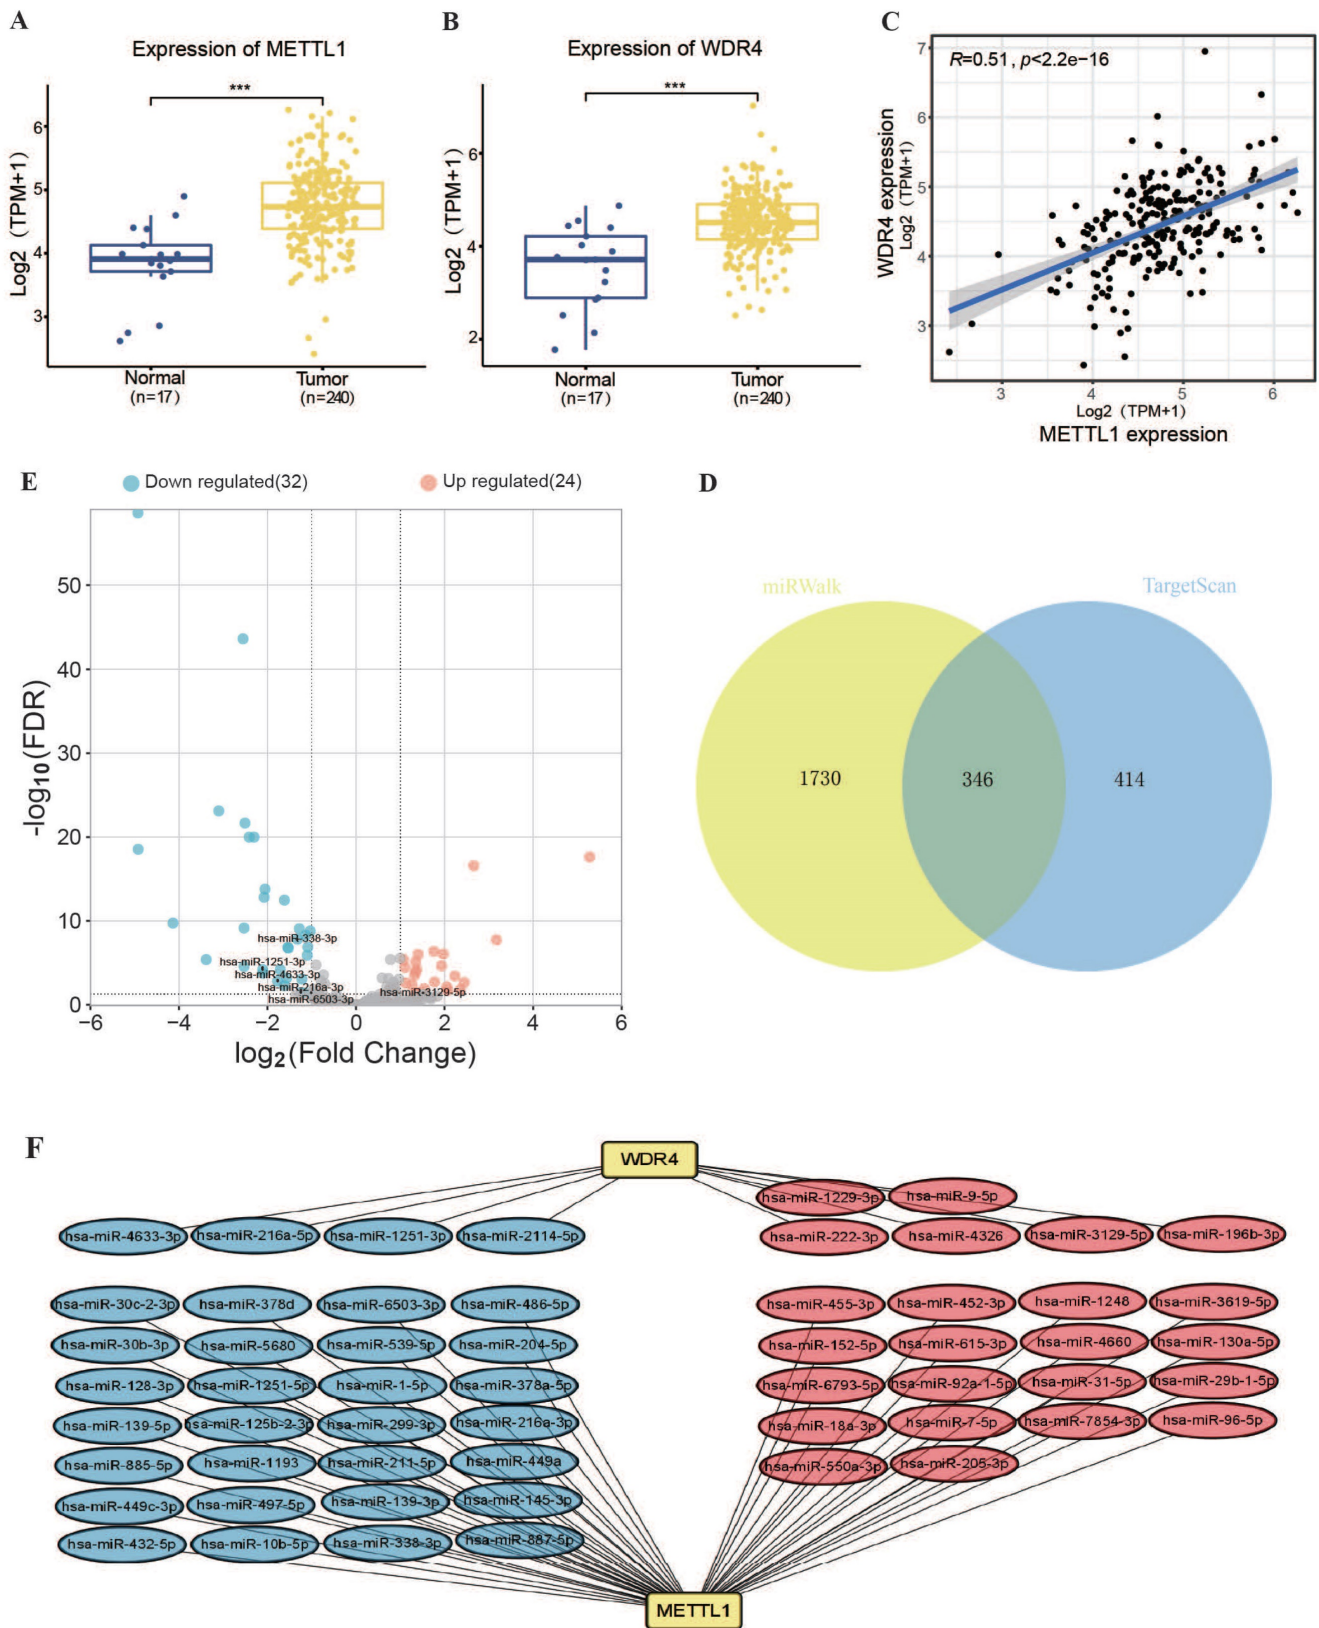 A
Expression of METTL1
***
Log2 (TPM+1)
6
5
4
3
Normal
(n=17)
Tumor
(n=240)
B
Expression of WDR4
***
Log2 (TPM+1)
6
4
2
Normal
(n=17)
Tumor
(n=240)
C
R=0.51, p<2.2e−16
WDR4 expression
Log2 (TPM+1)
7
6
5
4
3
3 4 5 6
Log2 (TPM+1)
METTL1 expression
E
Down regulated(32)
Up regulated(24)
-log10(FDR)
50
40
30
20
10
0
hsa-miR-338-3p
hsa-miR-1251-3p
hsa-miR-4633-3p
hsa-miR-216a-3p
hsa-miR-6503-3p
hsa-miR-3129-5p
−6 −4 −2 0 2 4 6
log2(Fold Change)
D
miRWalk
TargetScan
1730
346
414
F
WDR4
hsa-miR-1229-3p hsa-miR-9-5p
hsa-miR-4633-3p hsa-miR-216a-5p hsa-miR-1251-3p hsa-miR-2114-5p hsa-miR-222-3p hsa-miR-4326 hsa-miR-3129-5p hsa-miR-196b-3p
hsa-miR-30c-2-3p hsa-miR-378d hsa-miR-6503-3p hsa-miR-486-5p hsa-miR-455-3p hsa-miR-452-3p hsa-miR-1248 hsa-miR-3619-5p
hsa-miR-30b-3p hsa-miR-5680 hsa-miR-539-5p hsa-miR-204-5p hsa-miR-152-5p hsa-miR-615-3p hsa-miR-4660 hsa-miR-130a-5p
hsa-miR-128-3p hsa-miR-1251-5p hsa-miR-1-5p hsa-miR-378a-5p hsa-miR-6793-5p hsa-miR-92a-1-5p hsa-miR-31-5p hsa-miR-29b-1-5p
hsa-miR-139-5p hsa-miR-125b-2-3p hsa-miR-299-3p hsa-miR-216a-3p hsa-miR-18a-3p hsa-miR-7-5p hsa-miR-7854-3p hsa-miR-96-5p
hsa-miR-885-5p hsa-miR-1193 hsa-miR-211-5p hsa-miR-449a hsa-miR-550a-3p hsa-miR-205-3p
hsa-miR-449c-3p hsa-miR-497-5p hsa-miR-139-3p hsa-miR-145-3p
hsa-miR-432-5p hsa-miR-10b-5p hsa-miR-338-3p hsa-miR-887-5p
METTL1